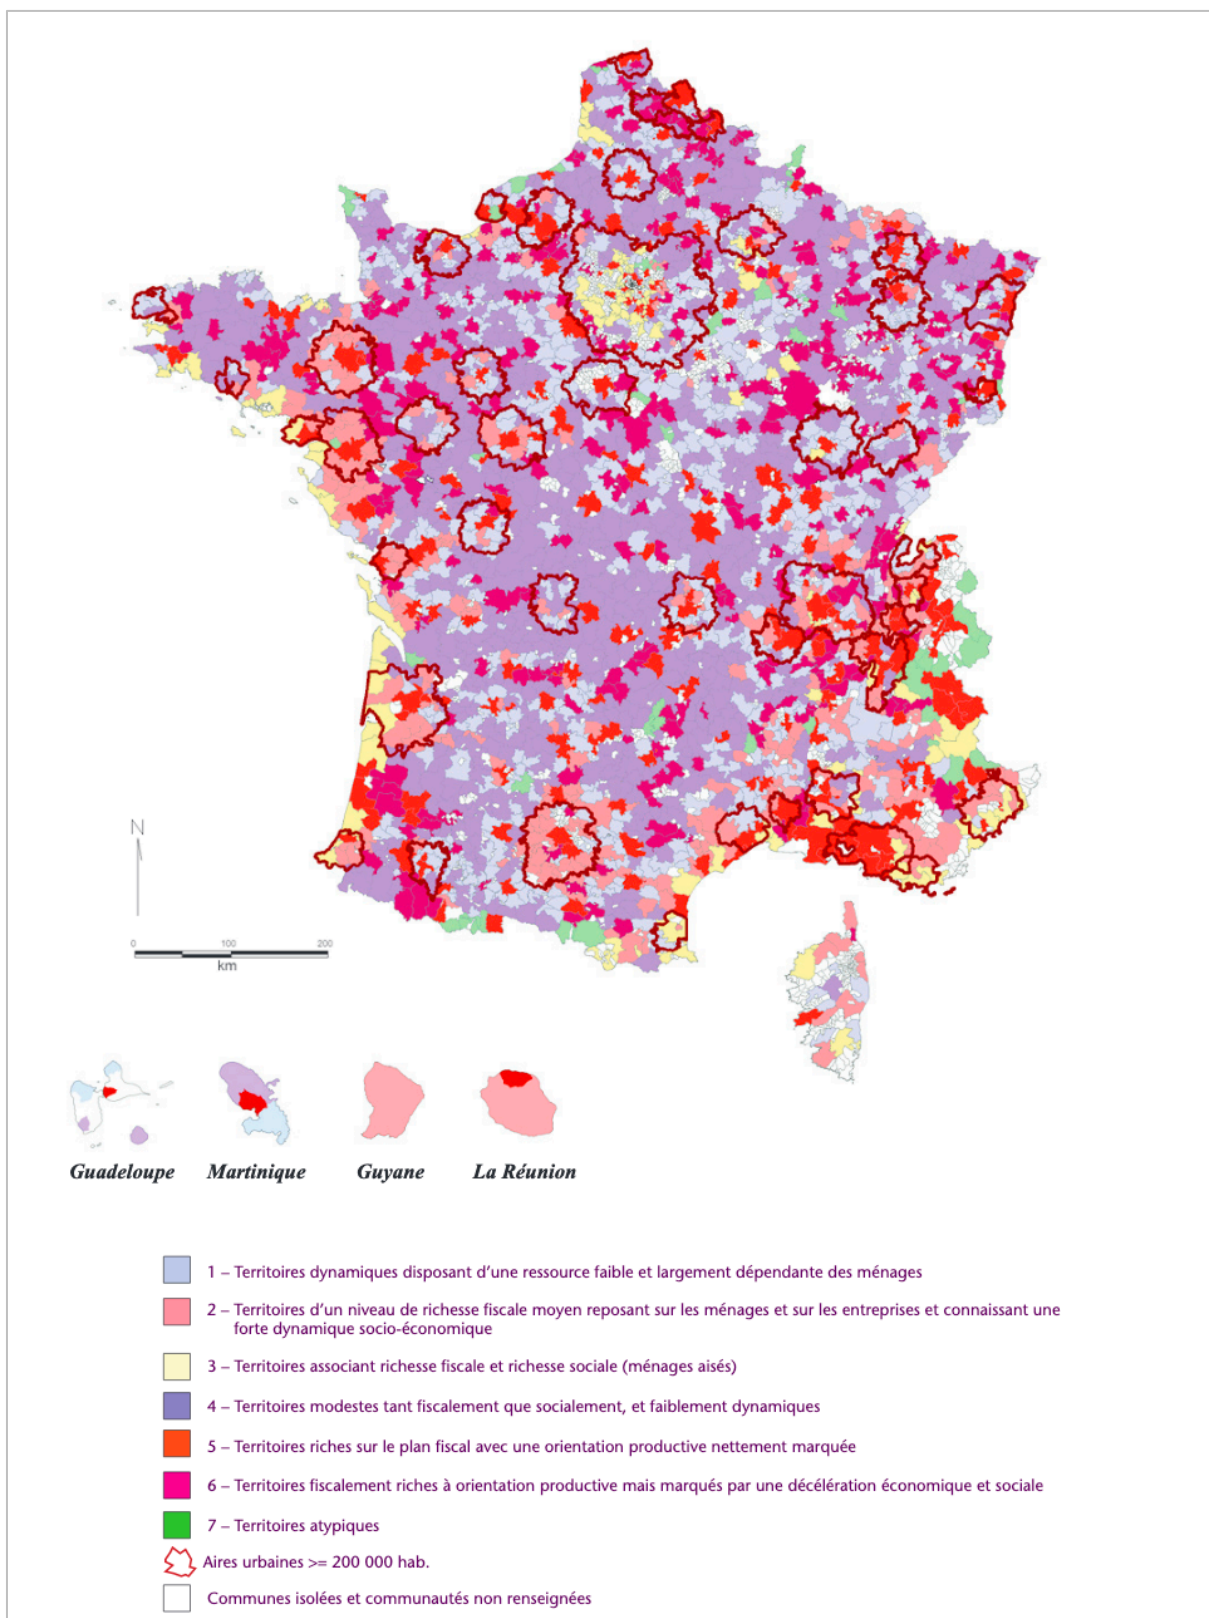 N
0 100 200
km
Guadeloupe Martinique Guyane La Réunion
1 – Territoires dynamiques disposant d’une ressource faible et largement dépendante des ménages
2 – Territoires d’un niveau de richesse fiscale moyen reposant sur les ménages et sur les entreprises et connaissant une
forte dynamique socio-économique
3 – Territoires associant richesse fiscale et richesse sociale (ménages aisés)
4 – Territoires modestes tant fiscalement que socialement, et faiblement dynamiques
5 – Territoires riches sur le plan fiscal avec une orientation productive nettement marquée
6 – Territoires fiscalement riches à orientation productive mais marqués par une décélération économique et sociale
7 – Territoires atypiques
Aires urbaines >= 200 000 hab.
Communes isolées et communautés non renseignées